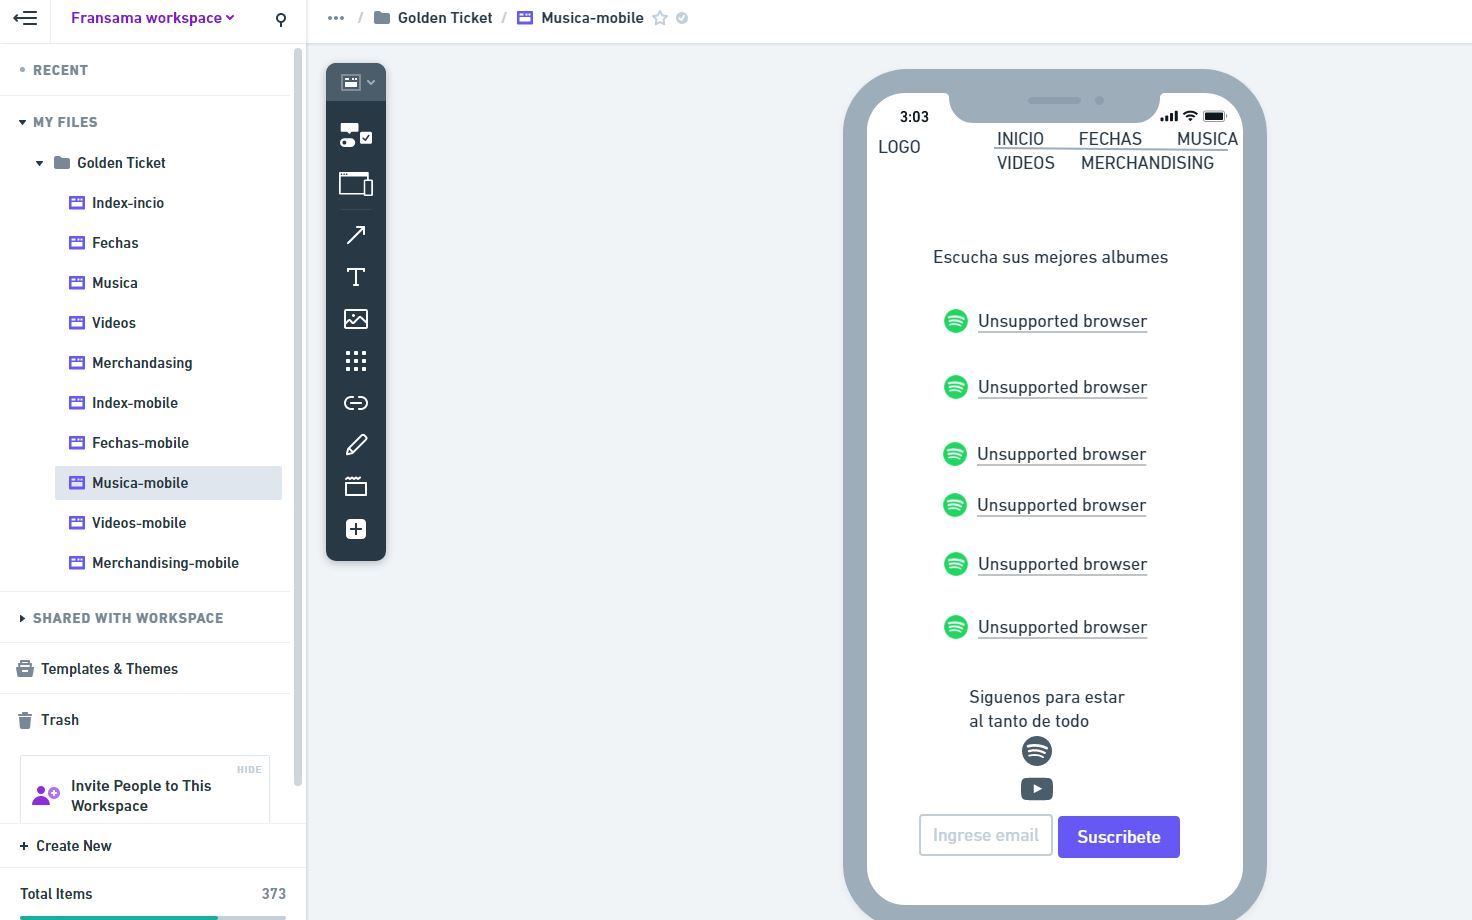 Fransama workspace
RECENT
MY FILES
Golden Ticket
Index-incio
Fechas
Musica
Videos
Merchandasing
Index-mobile
Fechas-mobile
Musica-mobile
Videos-mobile
Merchandising-mobile
SHARED WITH WORKSPACE
Templates & Themes
Trash
HIDE
Invite People to This
Workspace
+ Create New
Total Items 373
••• / Golden Ticket / Musica-mobile
3:03
LOGO
INICIO FECHAS MUSICA
VIDEOS MERCHANDISING
Escucha sus mejores albumes
Unsupported browser
Unsupported browser
Unsupported browser
Unsupported browser
Unsupported browser
Unsupported browser
Siguenos para estar
al tanto de todo
Ingrese email Suscribete